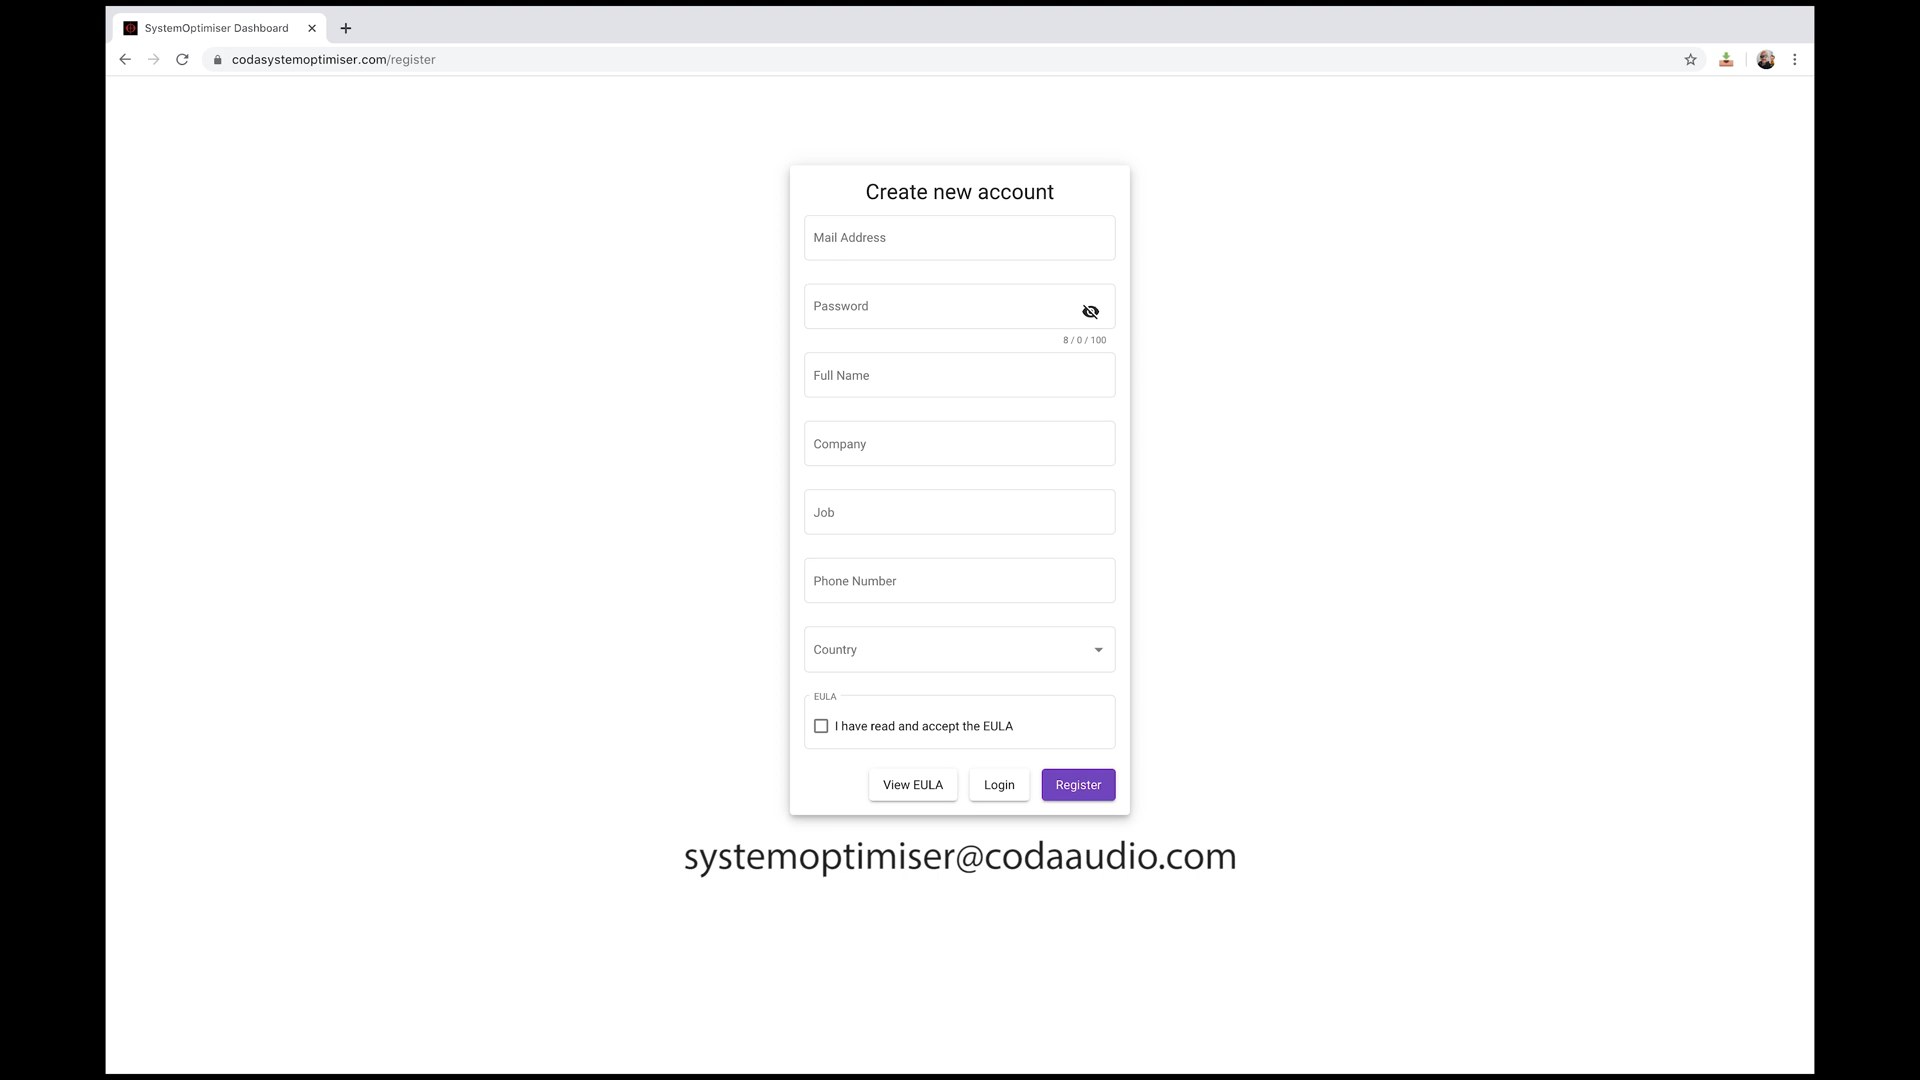 SystemOptimiser Dashboard
codasystemoptimiser.com/register
Create new account
Mail Address
Password
8 / 0 / 100
Full Name
Company
Job
Phone Number
Country
EULA
I have read and accept the EULA
View EULA
Login
Register
systemoptimiser@codaaudio.com